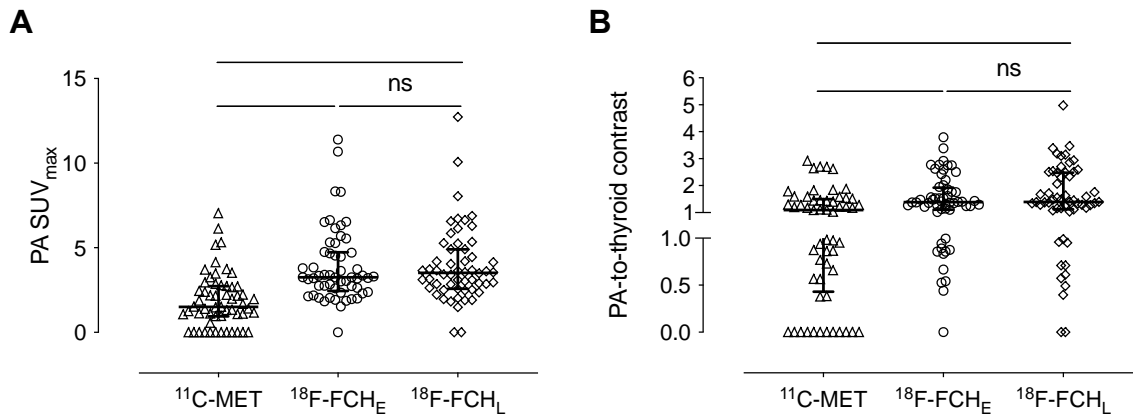 A
PA SUVmax
15
10
5
0
ns
11C-MET
18F-FCHE
18F-FCHL
B
PA-to-thyroid contrast
6
5
4
3
2
1
1.0
0.5
0.0
ns
11C-MET
18F-FCHE
18F-FCHL